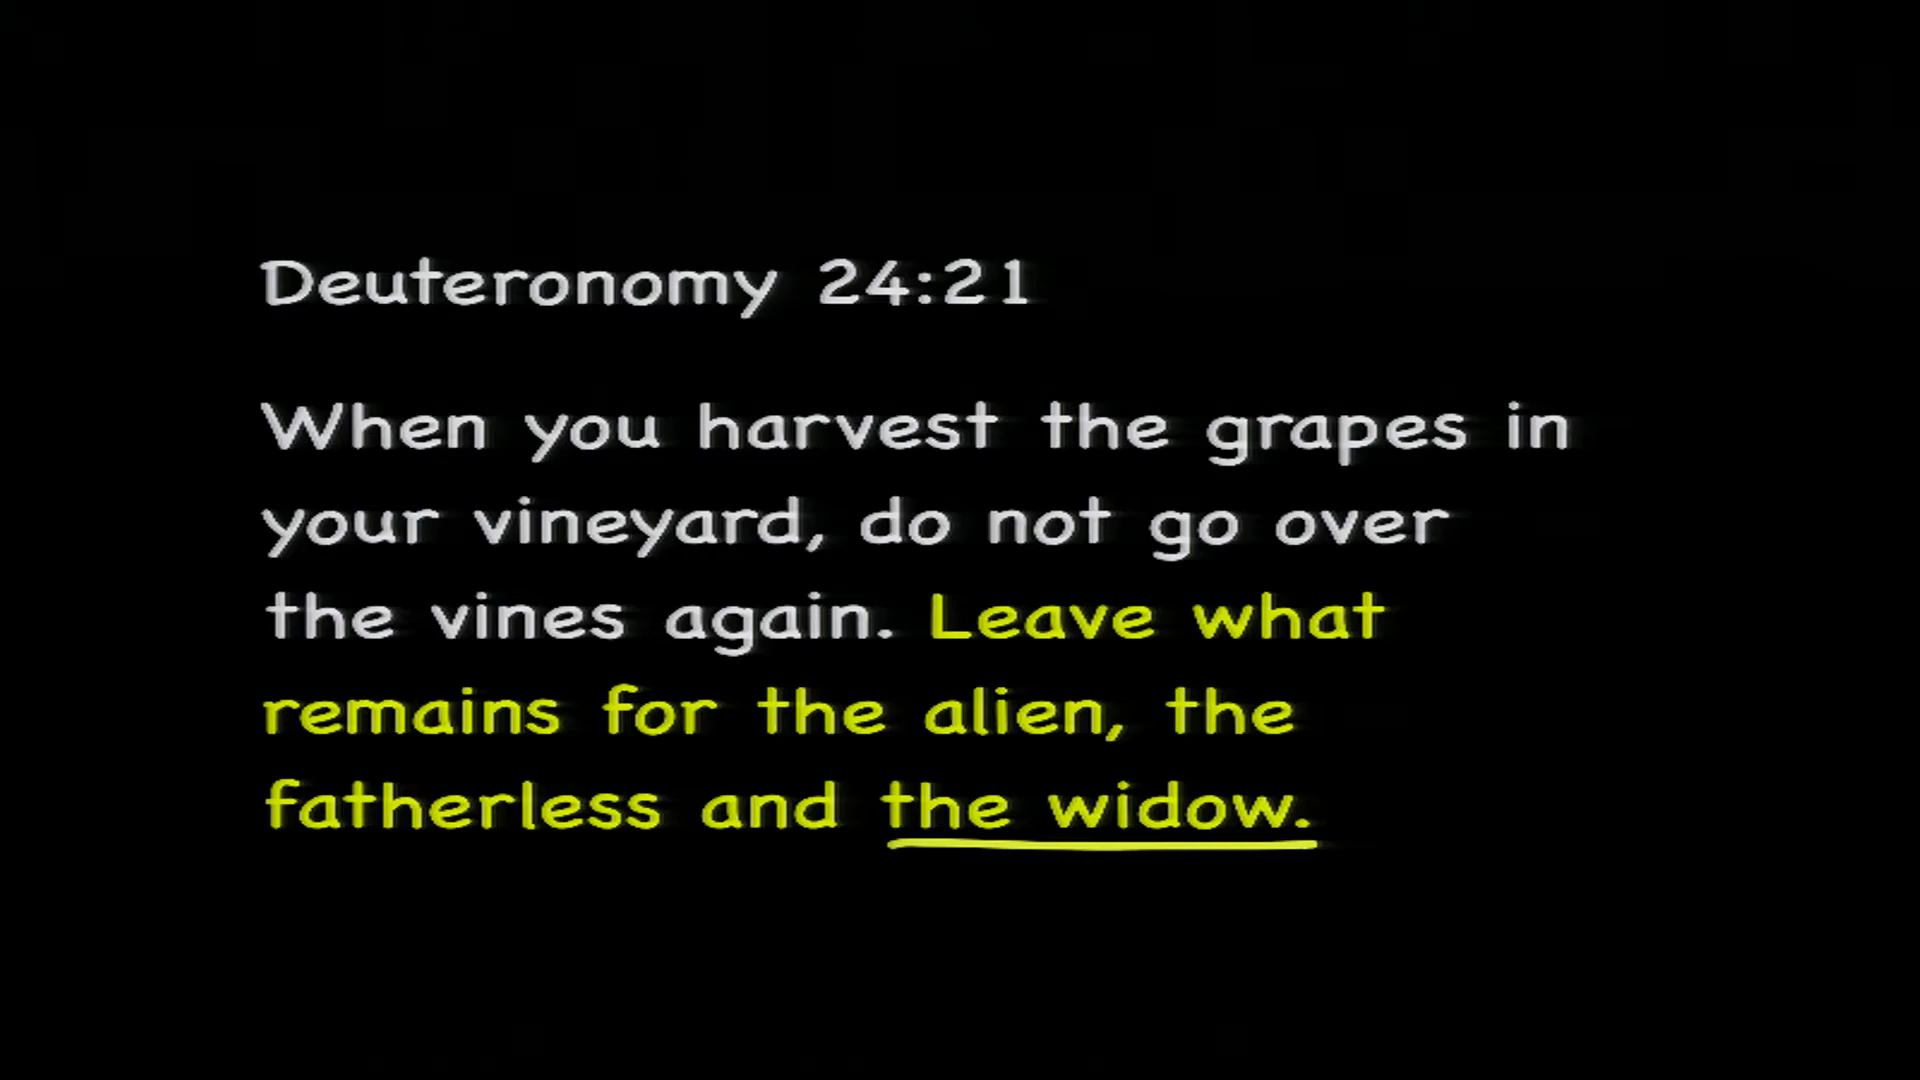 Deuteronomy 24:21
When you harvest the grapes in
your vineyard, do not go over
the vines again. Leave what
remains for the alien, the
fatherless and the widow.